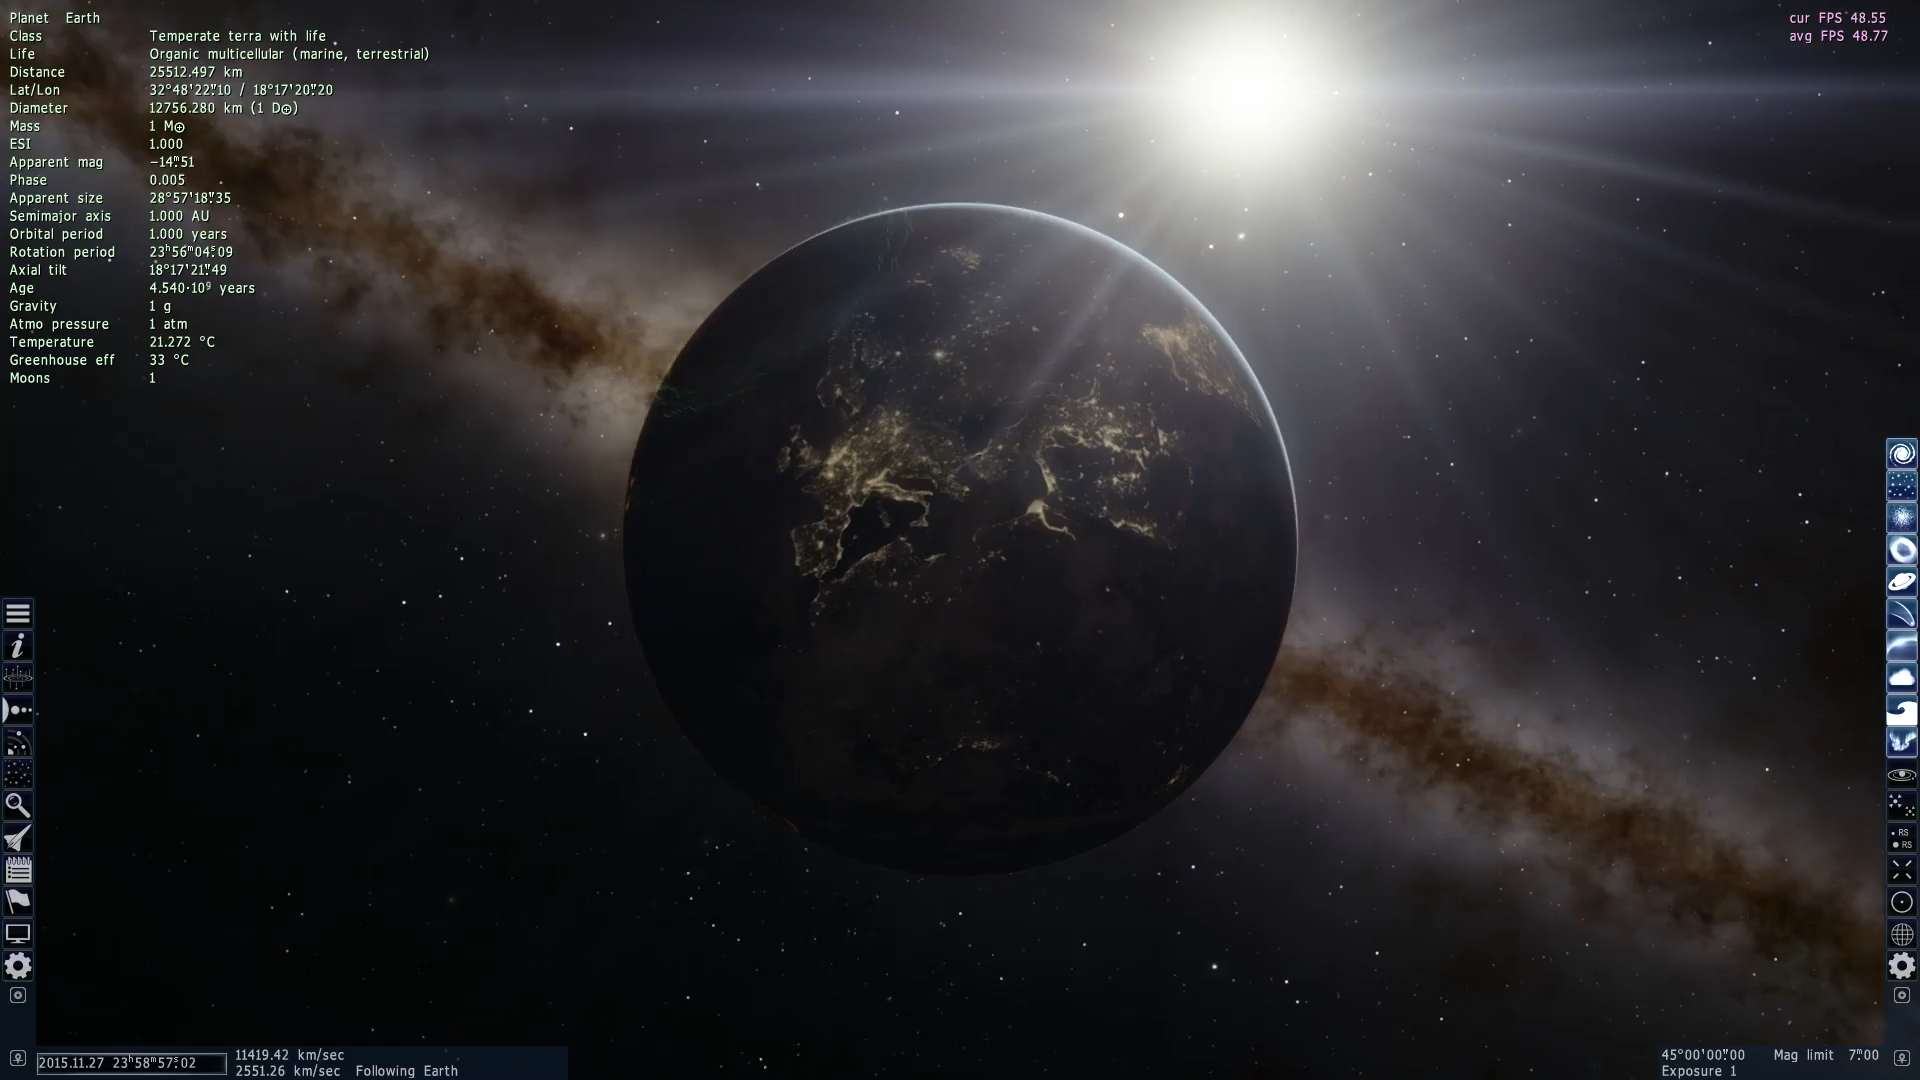 Planet Earth
Class Temperate terra with life
Life Organic multicellular (marine, terrestrial)
Distance 25512.497 km
Lat/Lon 32°48'22".10 / 18°17'20".20
Diameter 12756.280 km (1 D⊕)
Mass 1 M⊕
ESI 1.000
Apparent mag −14ᵐ.51
Phase 0.005
Apparent size 28°57'18".35
Semimajor axis 1.000 AU
Orbital period 1.000 years
Rotation period 23ʰ56ᵐ04ˢ.09
Axial tilt 18°17'21".49
Age 4.540·10⁹ years
Gravity 1 g
Atmo pressure 1 atm
Temperature 21.272 °C
Greenhouse eff 33 °C
Moons 1
cur FPS 48.55
avg FPS 48.77
RS
RS
2015.11.27 23ʰ58ᵐ57ˢ.02
11419.42 km/sec
2551.26 km/sec Following Earth
45°00'00".00 Mag limit 7ᵐ.00
Exposure 1